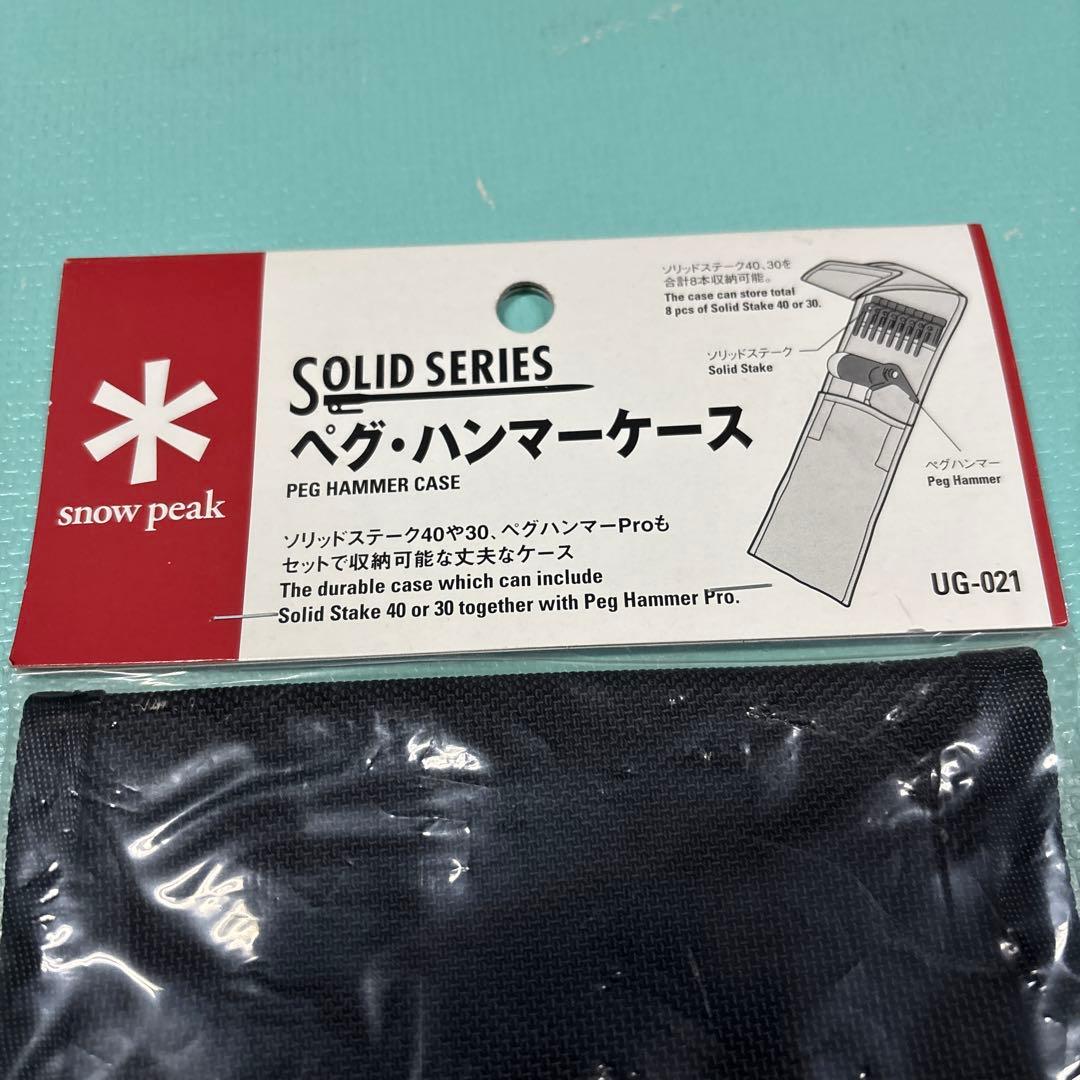 snow peak
SOLID SERIES
ペグ・ハンマーケース
PEG HAMMER CASE
ソリッドステーク40や30、ペグハンマーProも
セットで収納可能な丈夫なケース
The durable case which can include
Solid Stake 40 or 30 together with Peg Hammer Pro.
ソリッドステーク40、30を
合計8本収納可能。
The case can store total
8 pcs of Solid Stake 40 or 30.
ソリッドステーク
Solid Stake
ペグハンマー
Peg Hammer
UG-021